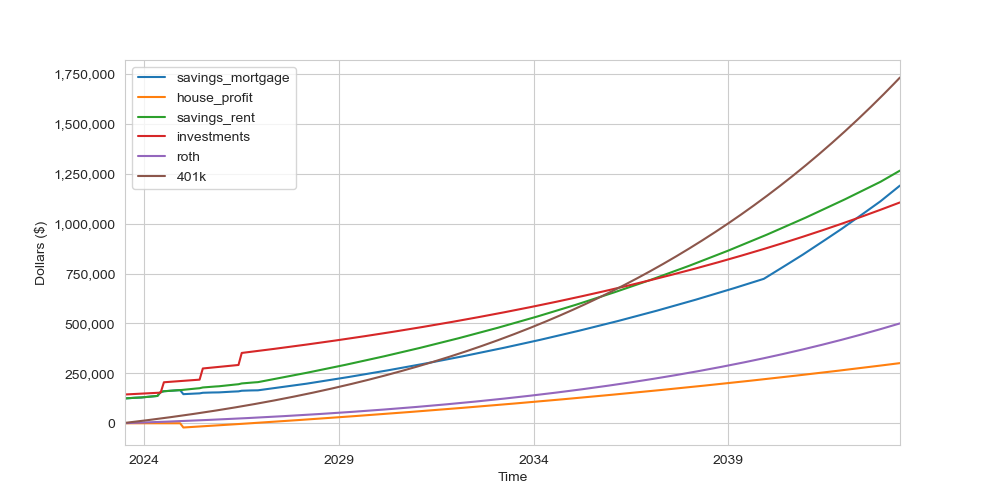 1,750,000
1,500,000
1,250,000
1,000,000
750,000
500,000
250,000
0
Dollars ($)
savings_mortgage
house_profit
savings_rent
investments
roth
401k
2024 2029 2034 2039
Time